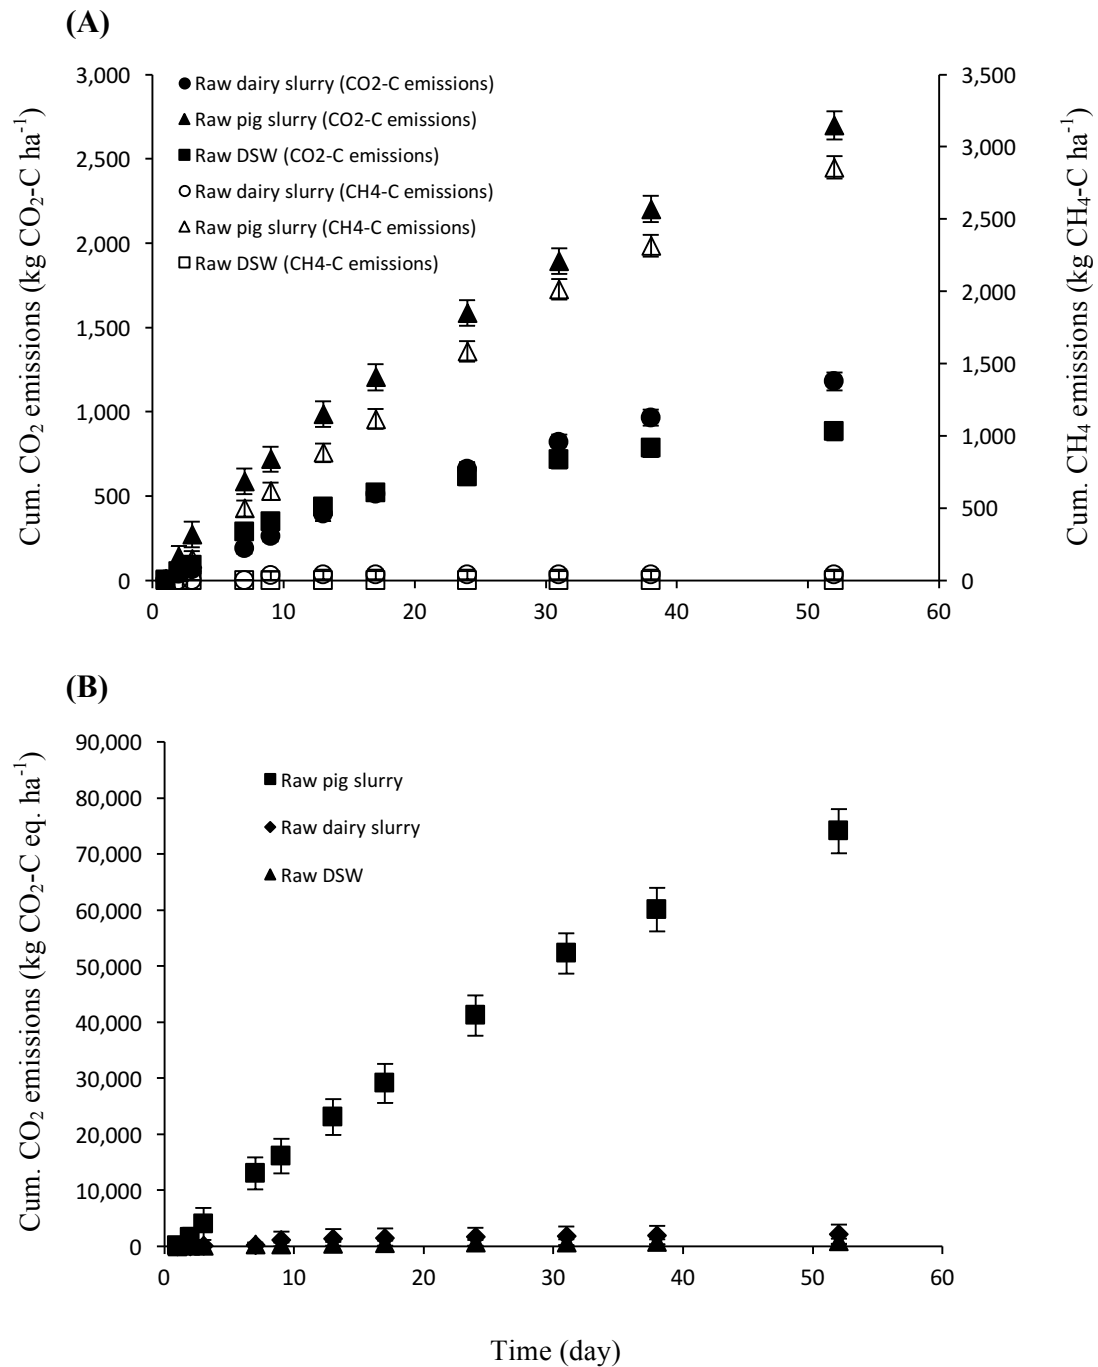 (A)
Cum. CO₂ emissions (kg CO₂-C ha⁻¹)
3,000
2,500
2,000
1,500
1,000
500
0
Raw dairy slurry (CO2-C emissions)
Raw pig slurry (CO2-C emissions)
Raw DSW (CO2-C emissions)
Raw dairy slurry (CH4-C emissions)
Raw pig slurry (CH4-C emissions)
Raw DSW (CH4-C emissions)
3,500
3,000
2,500
2,000
1,500
1,000
500
0
Cum. CH₄ emissions (kg CH₄-C ha⁻¹)
0 10 20 30 40 50 60
(B)
Cum. CO₂ emissions (kg CO₂-C eq. ha⁻¹)
90,000
80,000
70,000
60,000
50,000
40,000
30,000
20,000
10,000
0
Raw pig slurry
Raw dairy slurry
Raw DSW
0 10 20 30 40 50 60
Time (day)